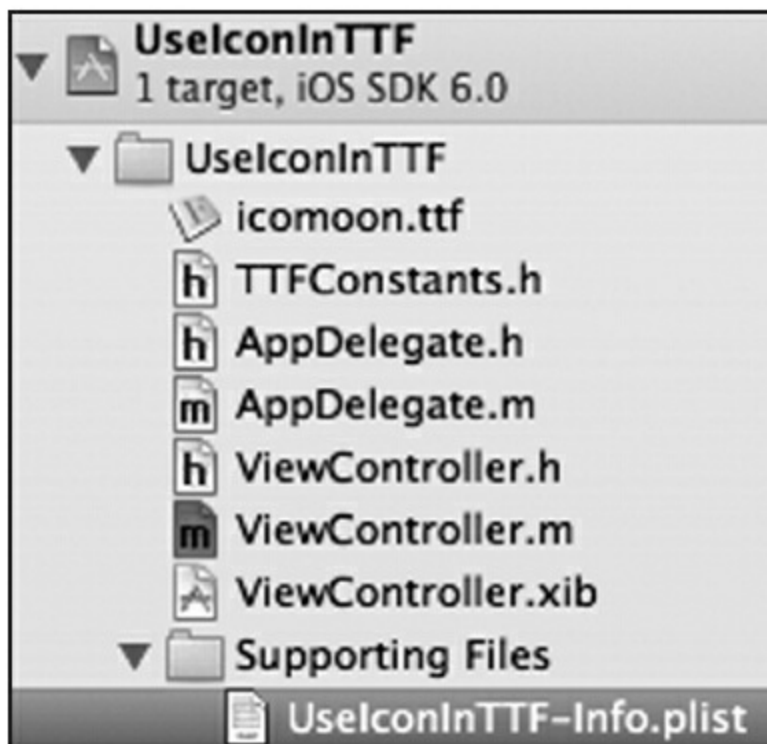 UseIconInTTF
1 target, iOS SDK 6.0
UseIconInTTF
icomoon.ttf
h TTFConstants.h
h AppDelegate.h
m AppDelegate.m
h ViewController.h
m ViewController.m
ViewController.xib
Supporting Files
UseIconInTTF-Info.plist